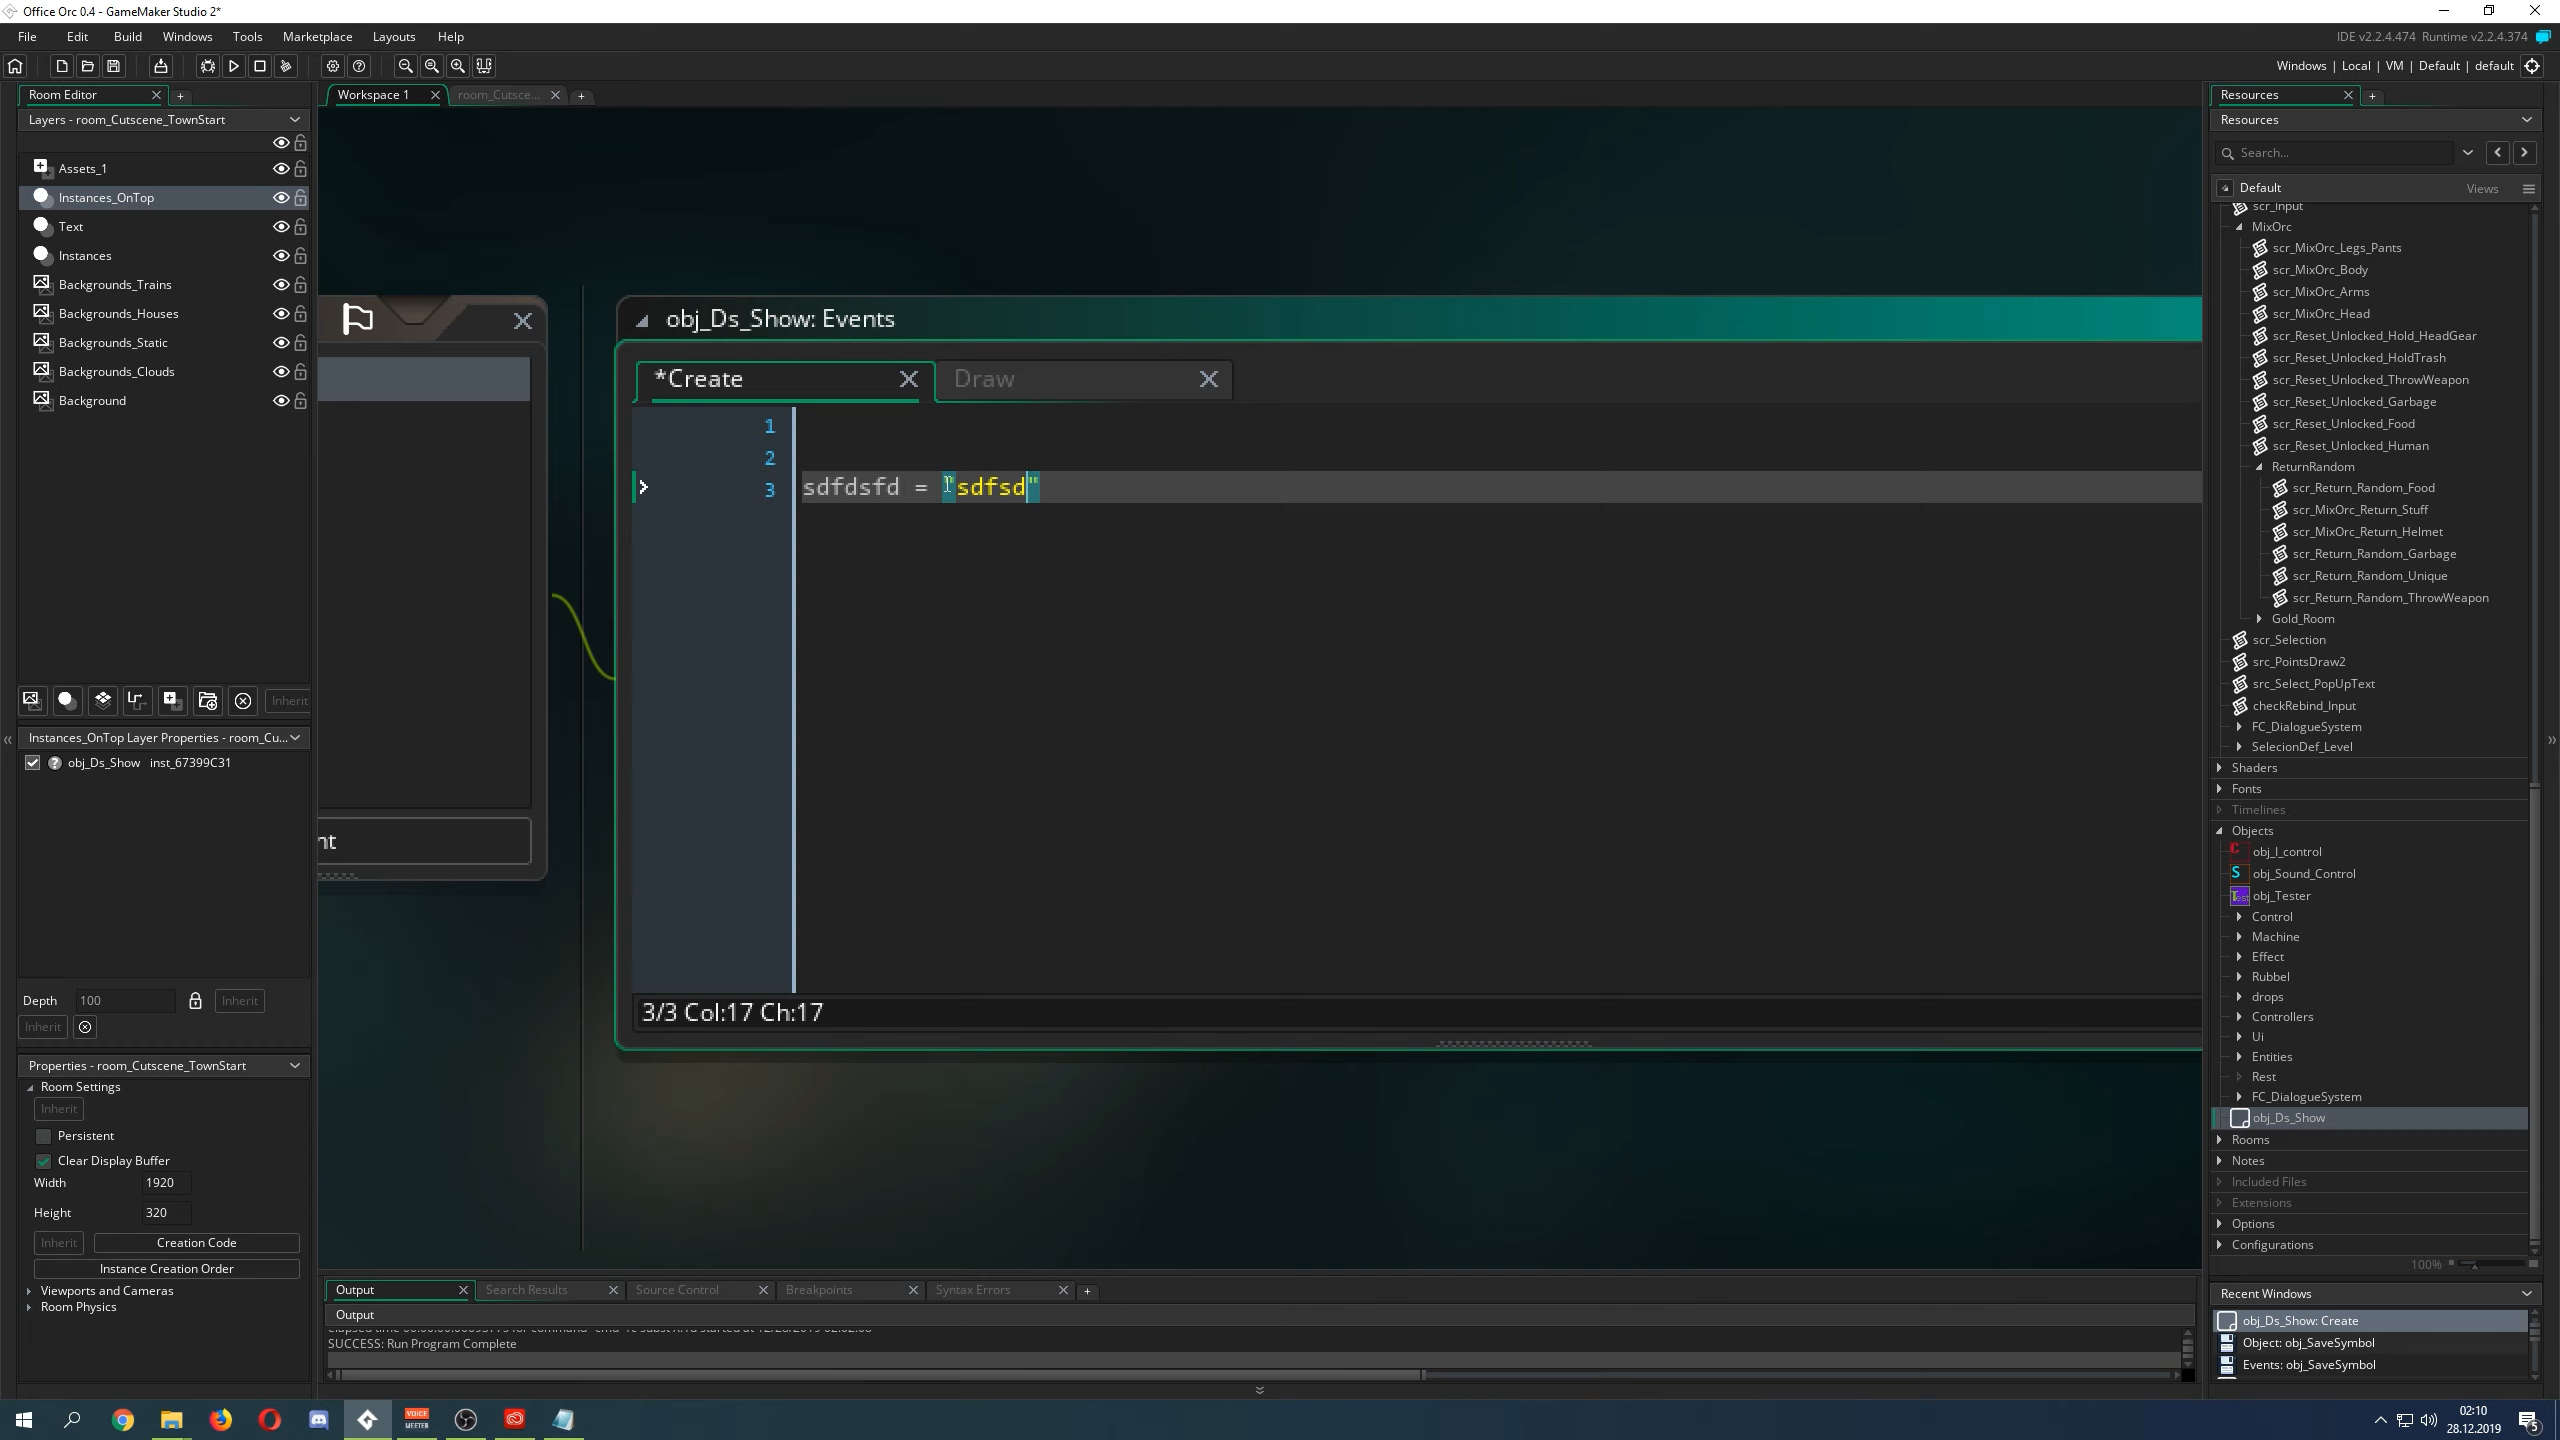 Office Orc 0.4 - GameMaker Studio 2*
File Edit Build Windows Tools Marketplace Layouts Help
IDE v2.2.4.474 Runtime v2.2.4.374
Windows | Local | VM | Default | default
Room Editor
Workspace 1
room_Cutsce...
Resources
Layers - room_Cutscene_TownStart
Assets_1
Instances_OnTop
Text
Instances
Backgrounds_Trains
Backgrounds_Houses
Backgrounds_Static
Backgrounds_Clouds
Background
Inherit
Instances_OnTop Layer Properties - room_Cu...
obj_Ds_Show inst_67399C31
Depth 100 Inherit
Inherit
Properties - room_Cutscene_TownStart
Room Settings
Inherit
Persistent
Clear Display Buffer
Width 1920
Height 320
Inherit Creation Code
Instance Creation Order
Viewports and Cameras
Room Physics
nt
obj_Ds_Show: Events
*Create
Draw
1
2
3 sdfdsfd = "sdfsd"
3/3 Col:17 Ch:17
Output
Search Results
Source Control
Breakpoints
Syntax Errors
Output
SUCCESS: Run Program Complete
Resources
Search...
Default Views
scr_Input
MixOrc
scr_MixOrc_Legs_Pants
scr_MixOrc_Body
scr_MixOrc_Arms
scr_MixOrc_Head
scr_Reset_Unlocked_Hold_HeadGear
scr_Reset_Unlocked_HoldTrash
scr_Reset_Unlocked_ThrowWeapon
scr_Reset_Unlocked_Garbage
scr_Reset_Unlocked_Food
scr_Reset_Unlocked_Human
ReturnRandom
scr_Return_Random_Food
scr_MixOrc_Return_Stuff
scr_MixOrc_Return_Helmet
scr_Return_Random_Garbage
scr_Return_Random_Unique
scr_Return_Random_ThrowWeapon
Gold_Room
scr_Selection
src_PointsDraw2
src_Select_PopUpText
checkRebind_Input
FC_DialogueSystem
SelecionDef_Level
Shaders
Fonts
Timelines
Objects
obj_I_control
obj_Sound_Control
obj_Tester
Control
Machine
Effect
Rubbel
drops
Controllers
Ui
Entities
Rest
FC_DialogueSystem
obj_Ds_Show
Rooms
Notes
Included Files
Extensions
Options
Configurations
100%
Recent Windows
obj_Ds_Show: Create
Object: obj_SaveSymbol
Events: obj_SaveSymbol
VOICE
MEETER
02:10
28.12.2019
5